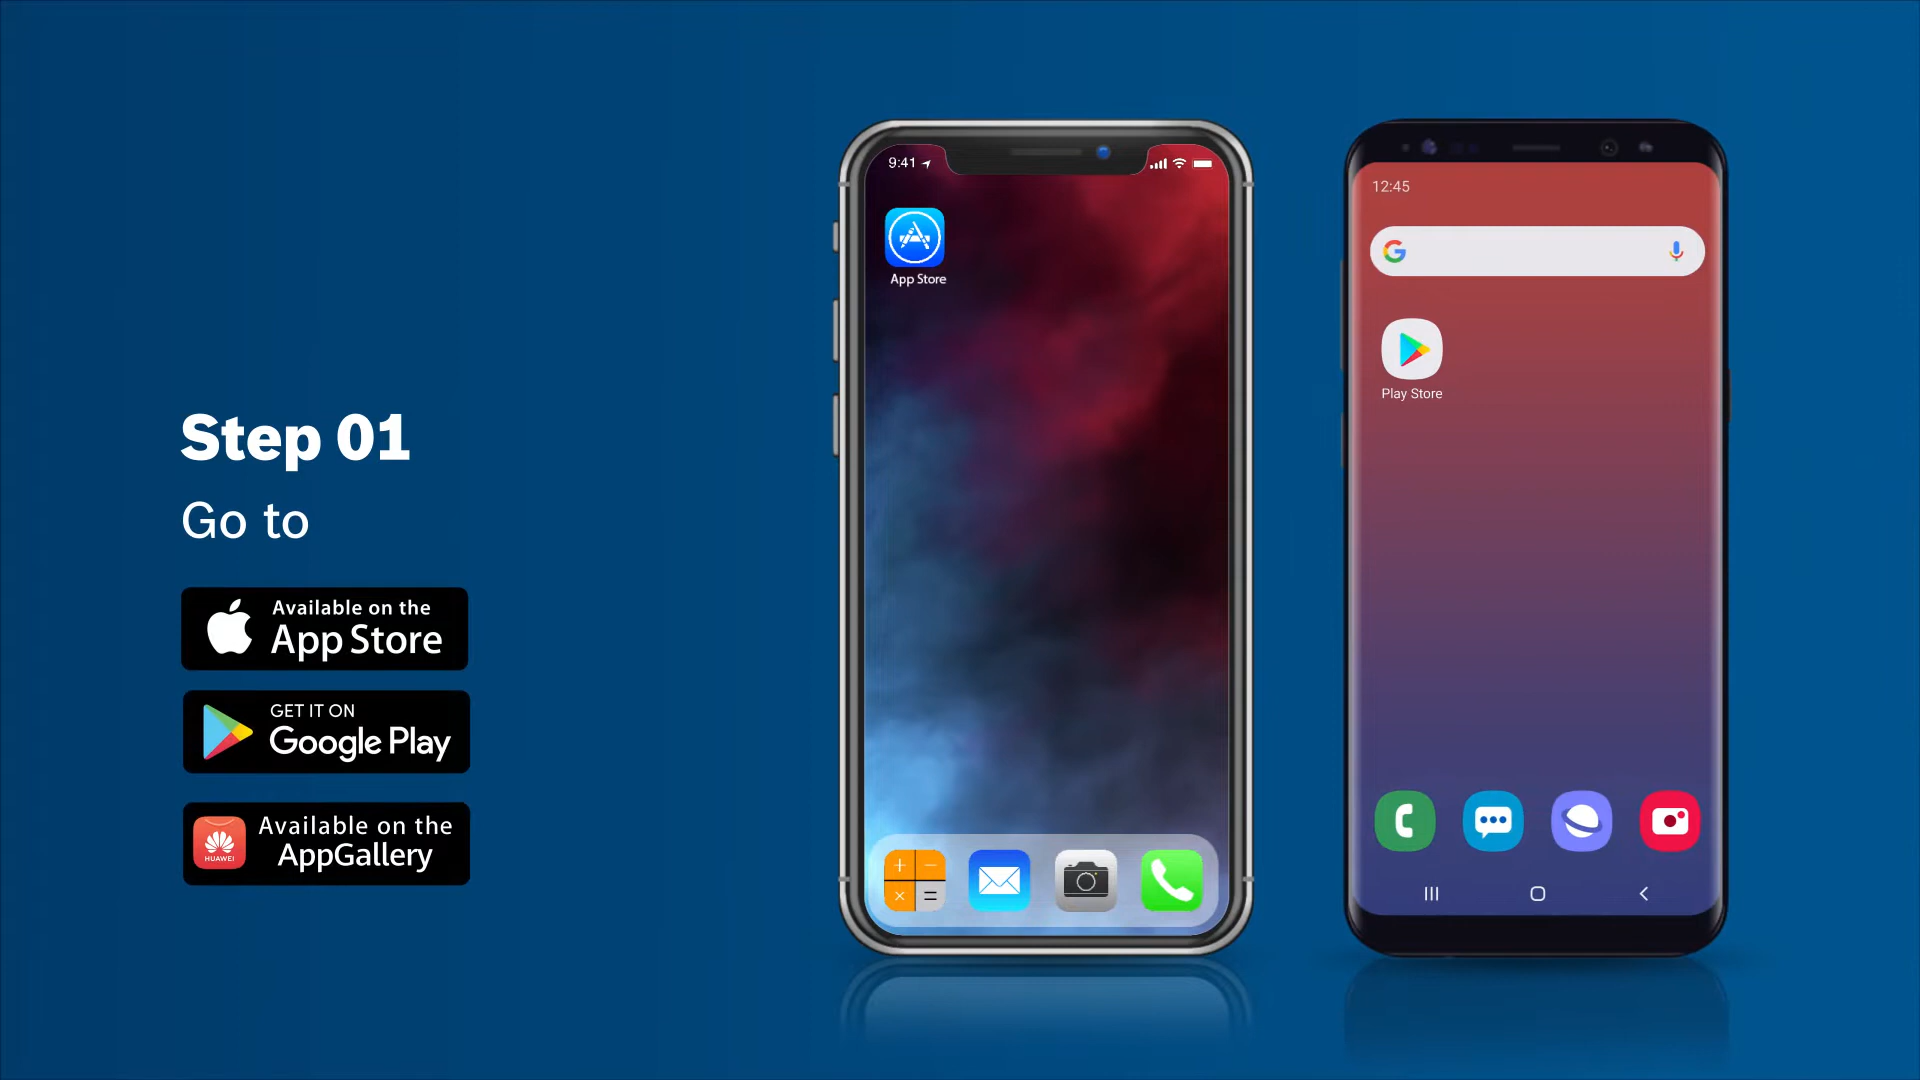 Step 01
Go to
Available on the
App Store
GET IT ON
Google Play
HUAWEI
Available on the
AppGallery
9:41
App Store
12:45
Play Store